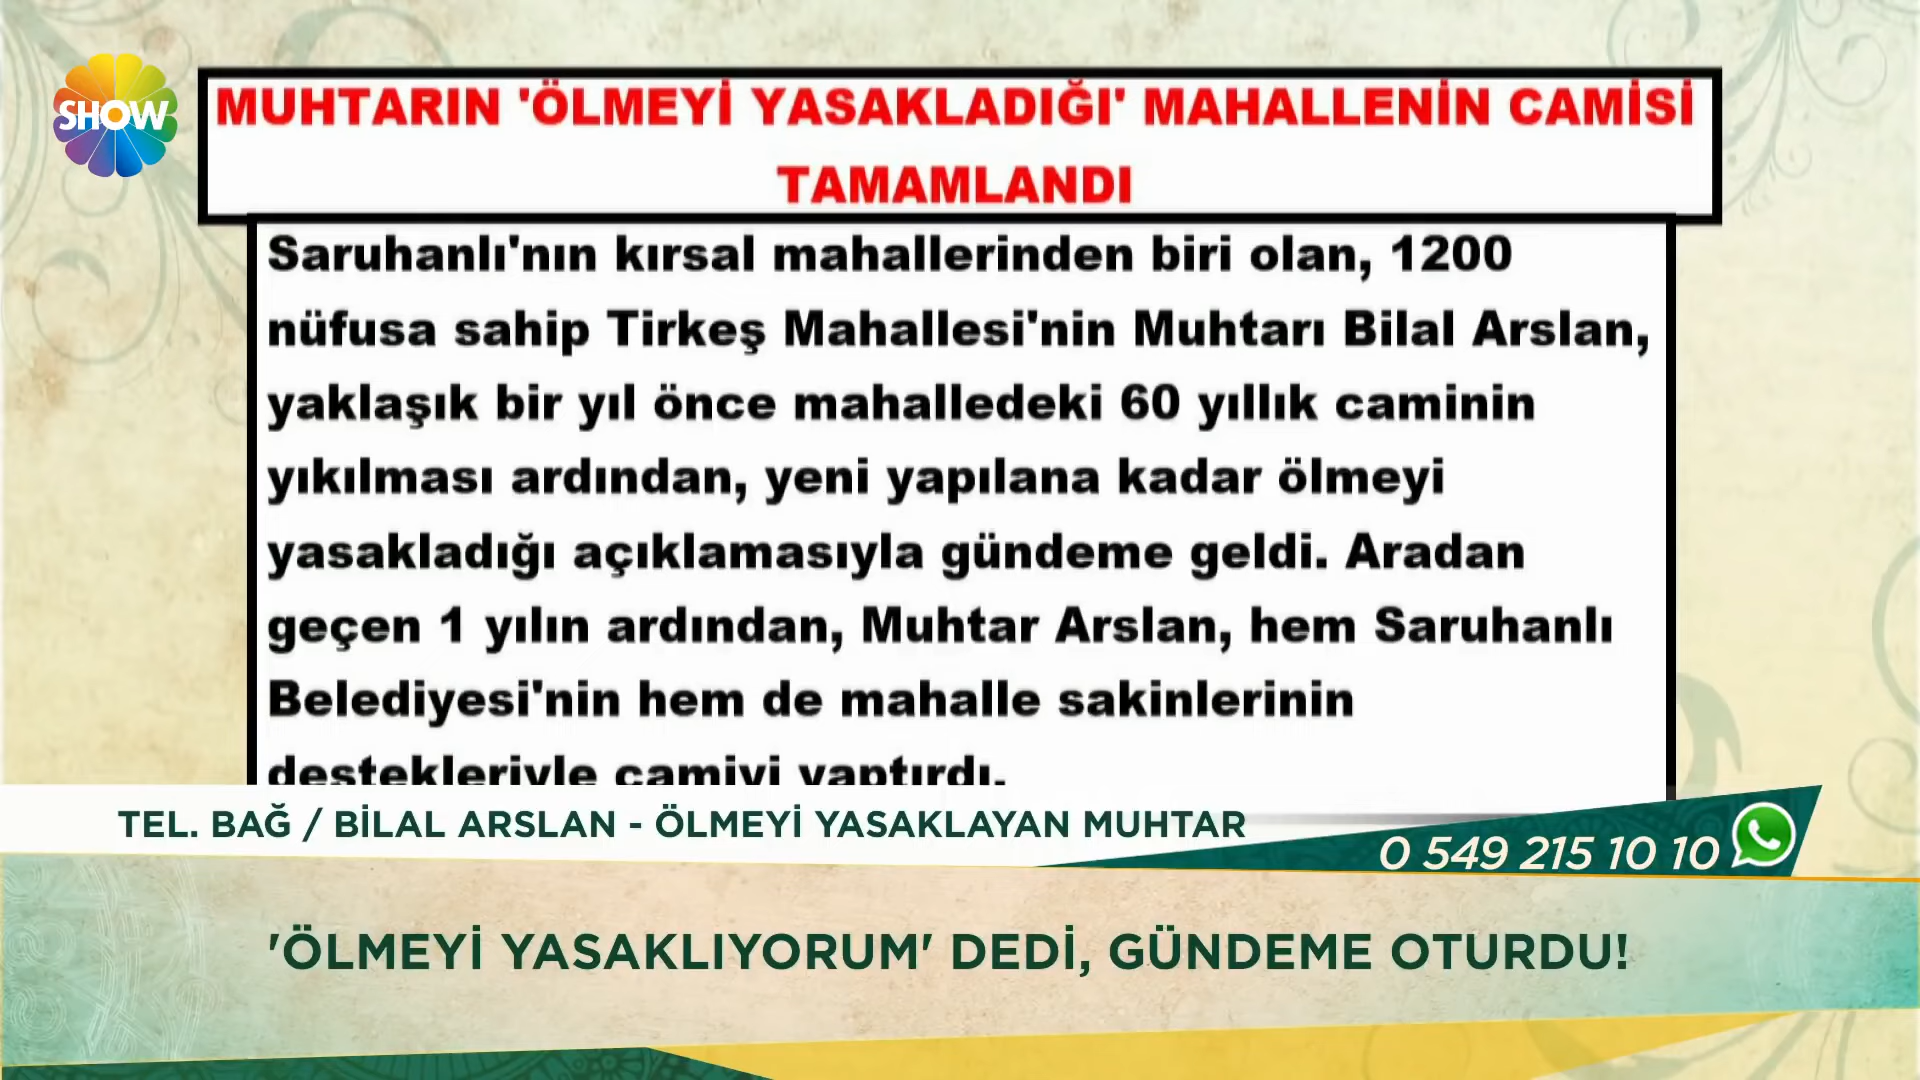 SHOW
MUHTARIN 'ÖLMEYİ YASAKLADIĞI' MAHALLENİN CAMİSİ
TAMAMLANDI
Saruhanlı'nın kırsal mahallerinden biri olan, 1200
nüfusa sahip Tirkeş Mahallesi'nin Muhtarı Bilal Arslan,
yaklaşık bir yıl önce mahalledeki 60 yıllık caminin
yıkılması ardından, yeni yapılana kadar ölmeyi
yasakladığı açıklamasıyla gündeme geldi. Aradan
geçen 1 yılın ardından, Muhtar Arslan, hem Saruhanlı
Belediyesi'nin hem de mahalle sakinlerinin
destekleriyle camiyi yaptırdı.
TEL. BAĞ / BİLAL ARSLAN - ÖLMEYİ YASAKLAYAN MUHTAR
0 549 215 10 10
'ÖLMEYİ YASAKLIYORUM' DEDİ, GÜNDEME OTURDU!